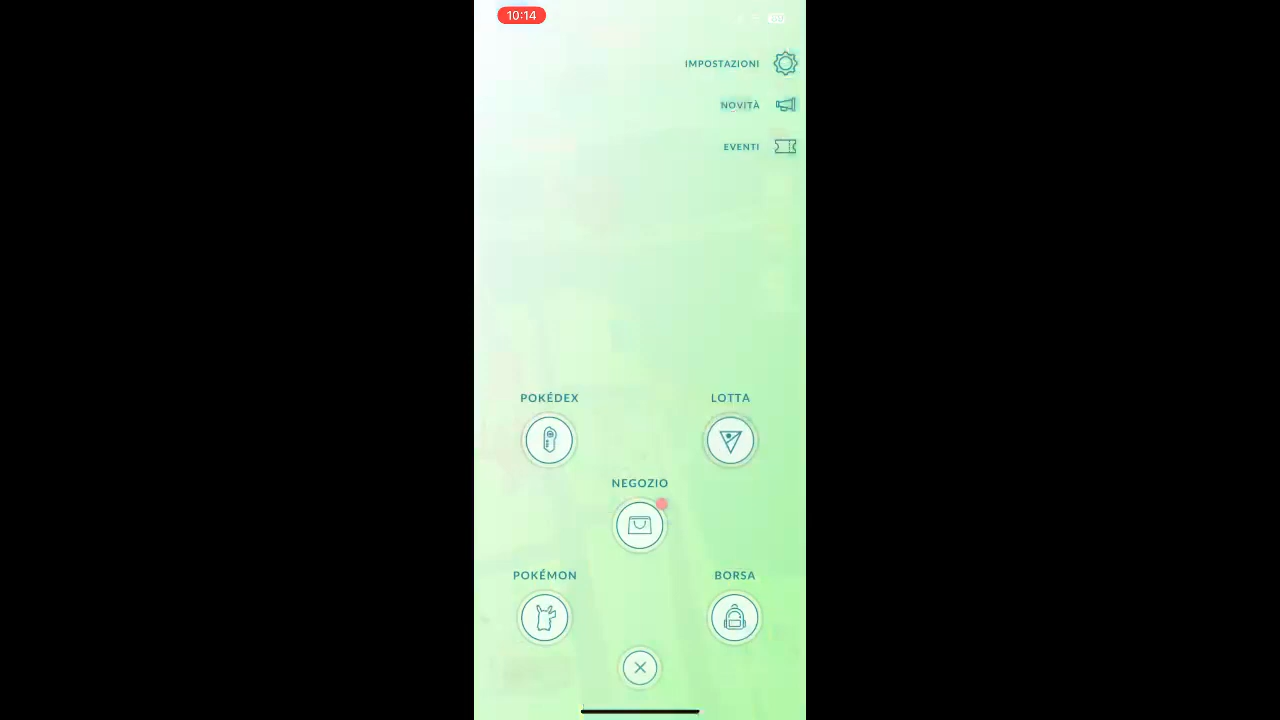 10:14
IMPOSTAZIONI
NOVITÀ
EVENTI
POKÉDEX
LOTTA
NEGOZIO
POKÉMON
BORSA